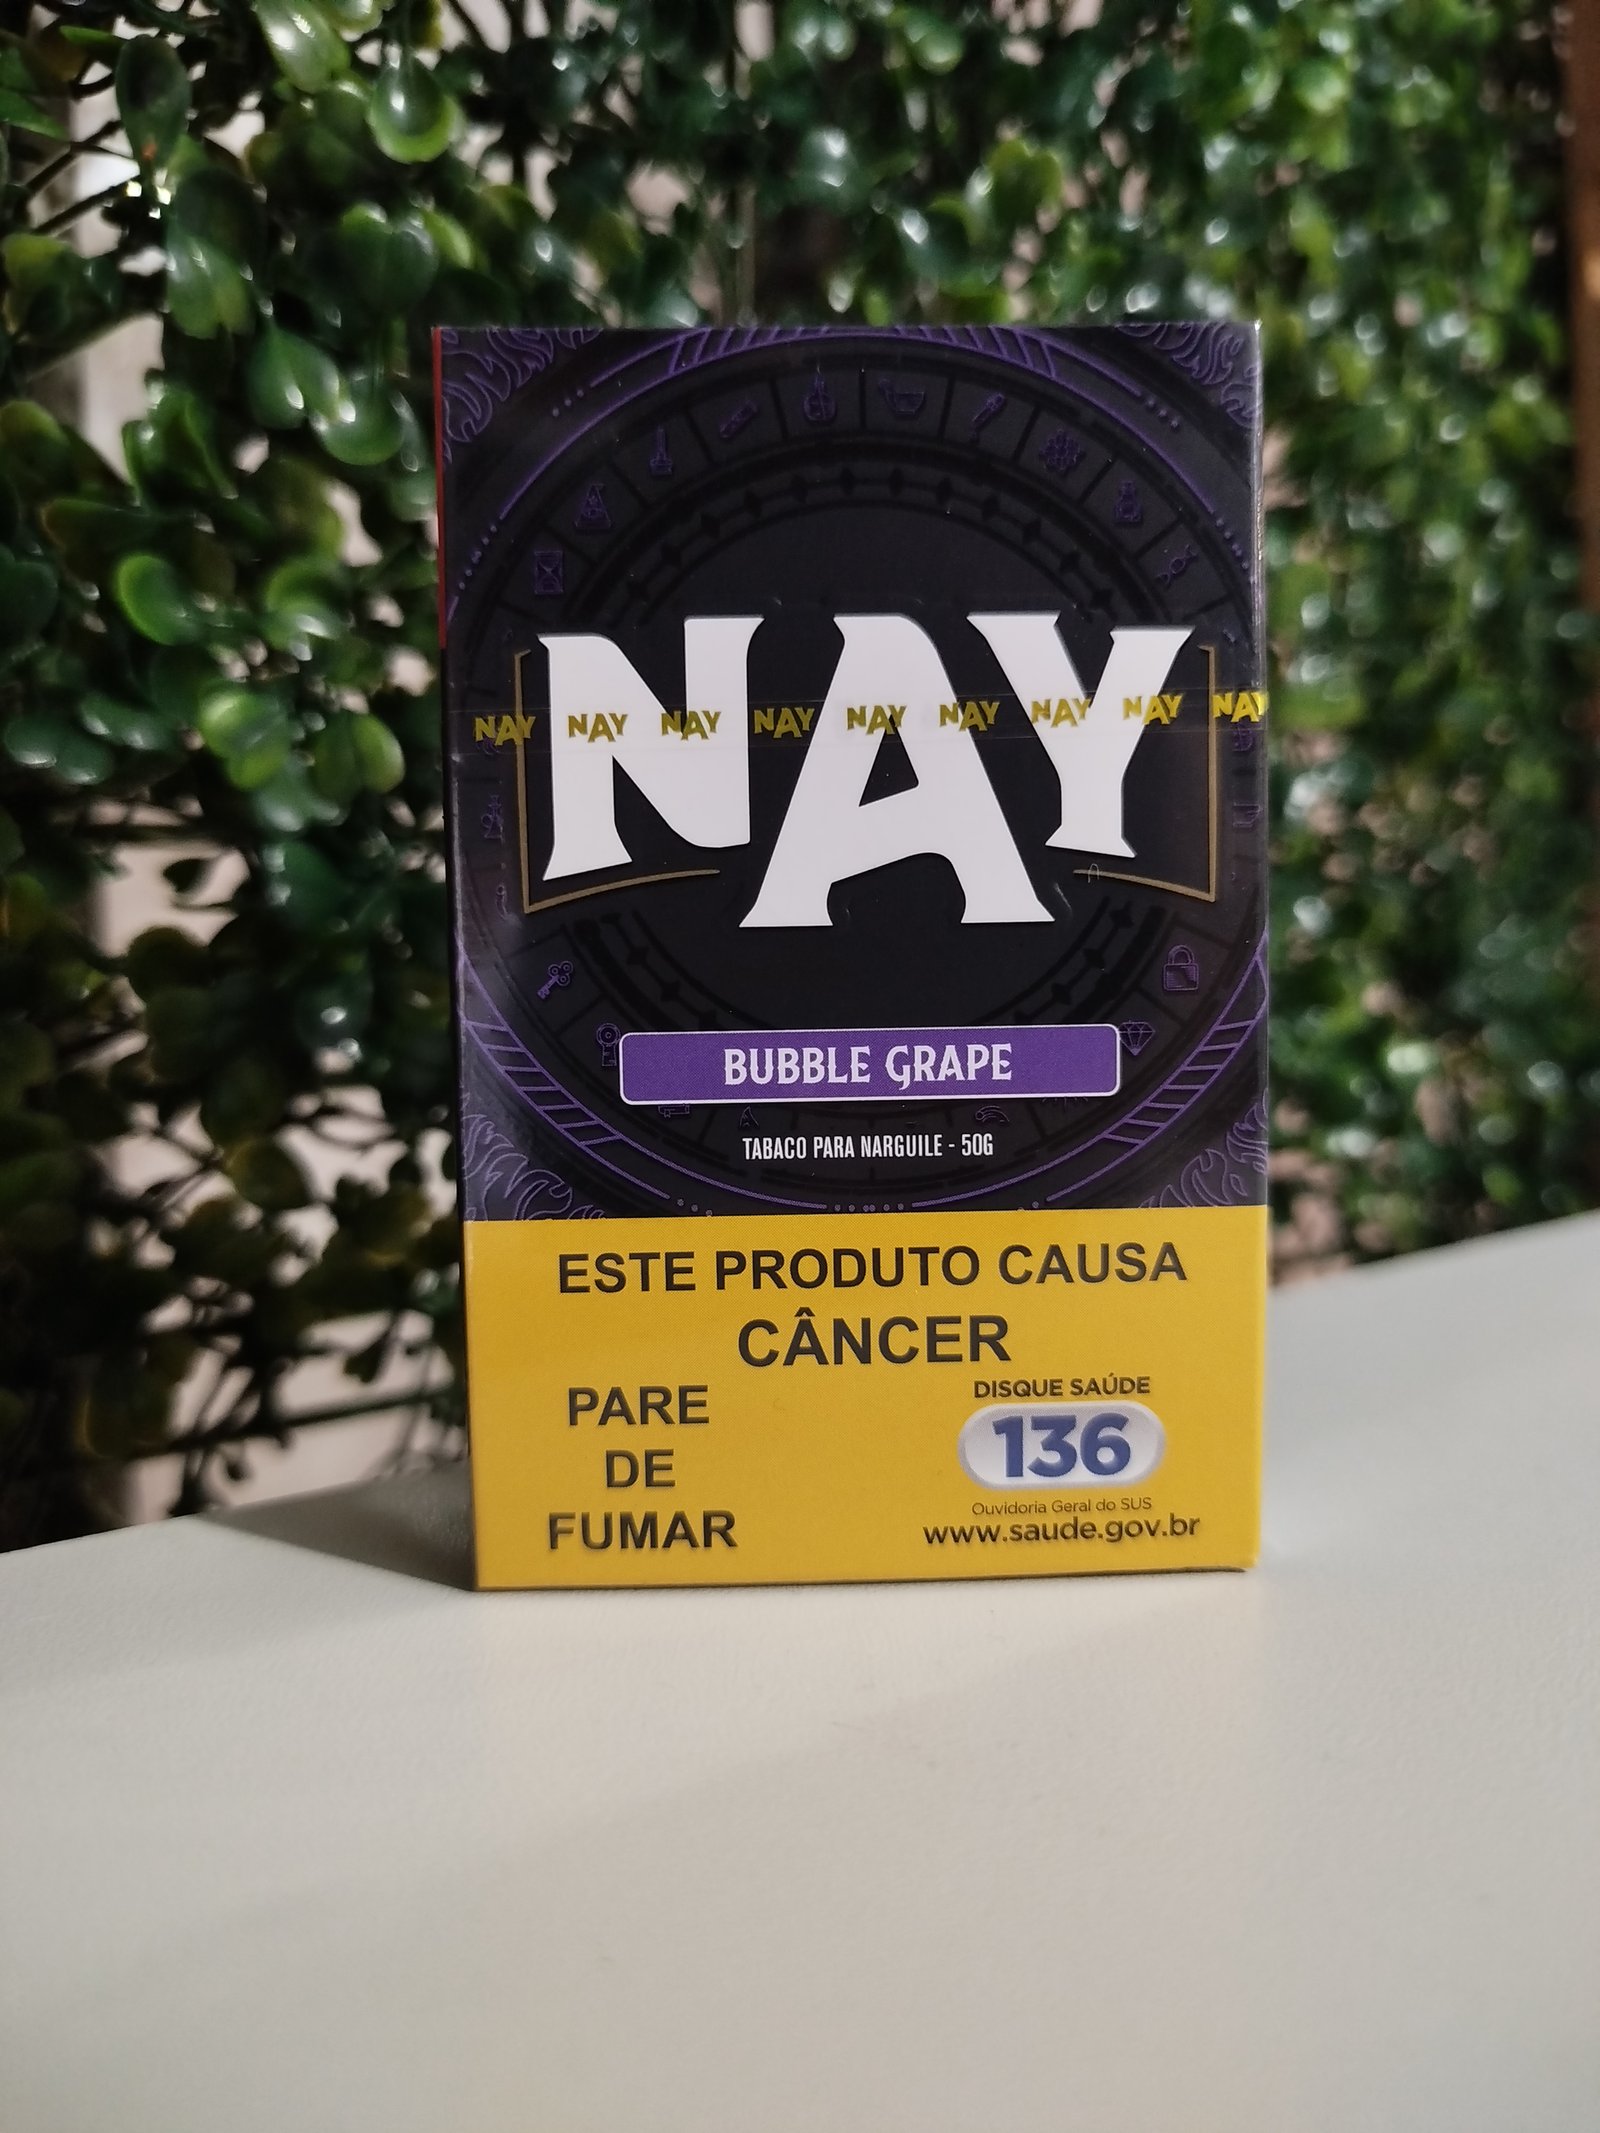 NAY
NAY NAY NAY NAY NAY NAY NAY NAY NAY
BUBBLE GRAPE
TABACO PARA NARGUILE - 50G
ESTE PRODUTO CAUSA
CÂNCER
PARE
DE
FUMAR
DISQUE SAÚDE
136
Ouvidoria Geral do SUS
www.saude.gov.br